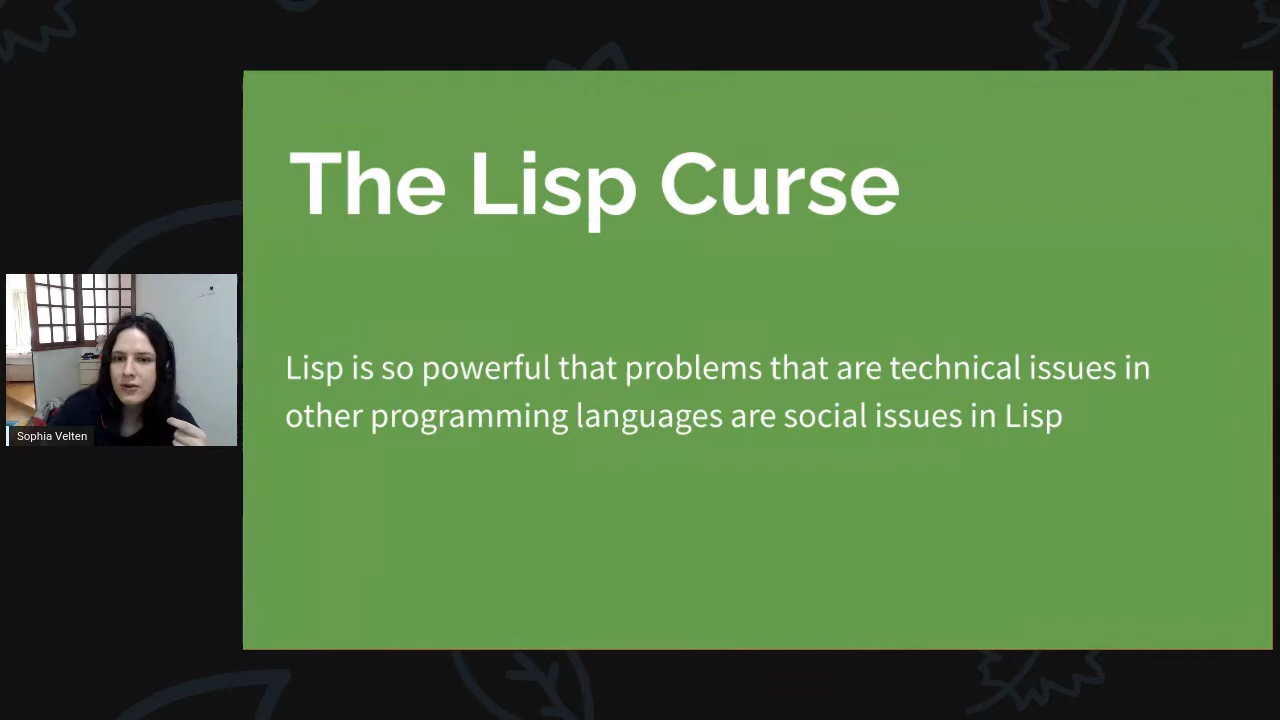 The Lisp Curse
Lisp is so powerful that problems that are technical issues in
other programming languages are social issues in Lisp
Sophia Velten